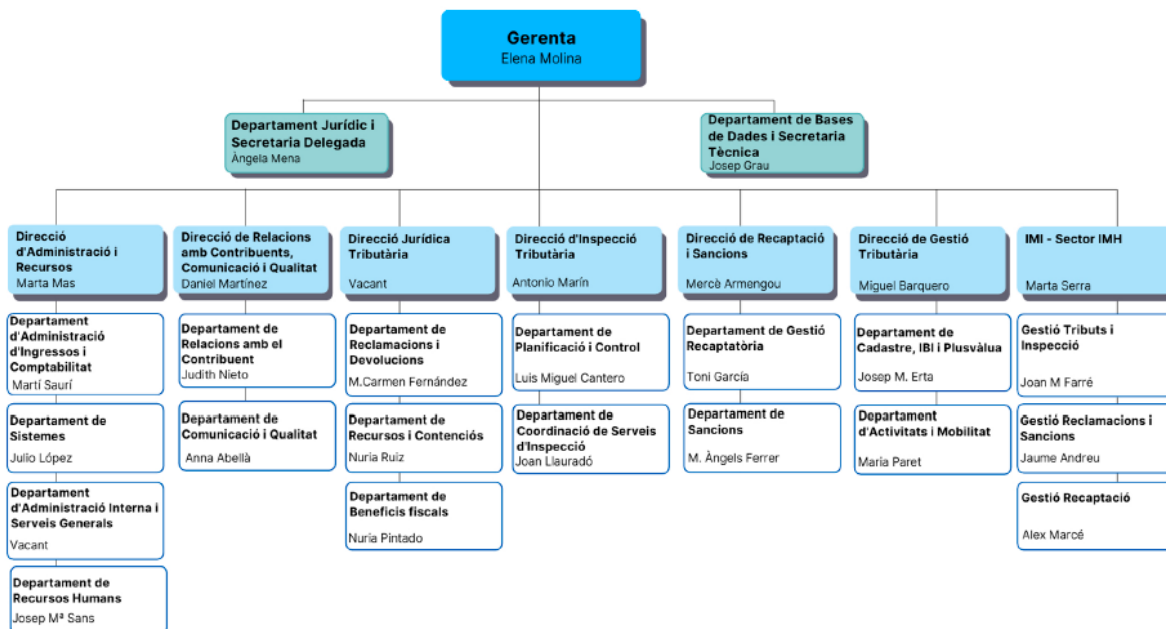 Gerenta
Elena Molina
Departament Jurídic i
Secretaria Delegada
Àngela Mena
Departament de Bases
de Dades i Secretaria
Tècnica
Josep Grau
Direcció
d'Administració i
Recursos
Marta Mas
Direcció de Relacions
amb Contribuents,
Comunicació i Qualitat
Daniel Martínez
Direcció Jurídica
Tributària
Vacant
Direcció d'Inspecció
Tributària
Antonio Marín
Direcció de Recaptació
i Sancions
Mercè Armengou
Direcció de Gestió
Tributària
Miguel Barquero
IMI - Sector IMH
Marta Serra
Departament
d'Administració
d'Ingressos i
Comptabilitat
Martí Saurí
Departament de
Relacions amb el
Contribuent
Judith Nieto
Departament de
Reclamacions i
Devolucions
M.Carmen Fernández
Departament de
Planificació i Control
Luis Miguel Cantero
Departament de Gestió
Recaptatòria
Toni García
Departament de
Cadastre, IBI i Plusvàlua
Josep M. Erta
Gestió Tributs i
Inspecció
Joan M Farré
Departament de
Sistemes
Julio López
Departament de
Comunicació i Qualitat
Anna Abellà
Departament de
Recursos i Contenciós
Nuria Ruiz
Departament de
Coordinació de Serveis
d'Inspecció
Joan Llauradó
Departament de
Sancions
M. Àngels Ferrer
Departament
d'Activitats i Mobilitat
Maria Paret
Gestió Reclamacions i
Sancions
Jaume Andreu
Departament
d'Administració Interna i
Serveis Generals
Vacant
Departament de
Beneficis fiscals
Nuria Pintado
Gestió Recaptació
Alex Marcé
Departament de
Recursos Humans
Josep Mª Sans